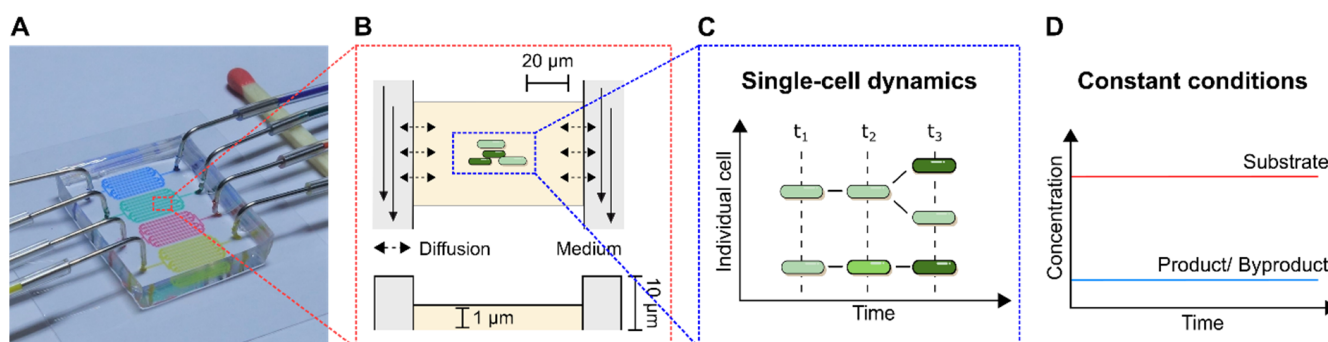 A
B
20 µm
Diffusion
Medium
1 µm
10 µm
C
Single-cell dynamics
t1
t2
t3
Individual cell
Time
D
Constant conditions
Substrate
Product/ Byproduct
Concentration
Time